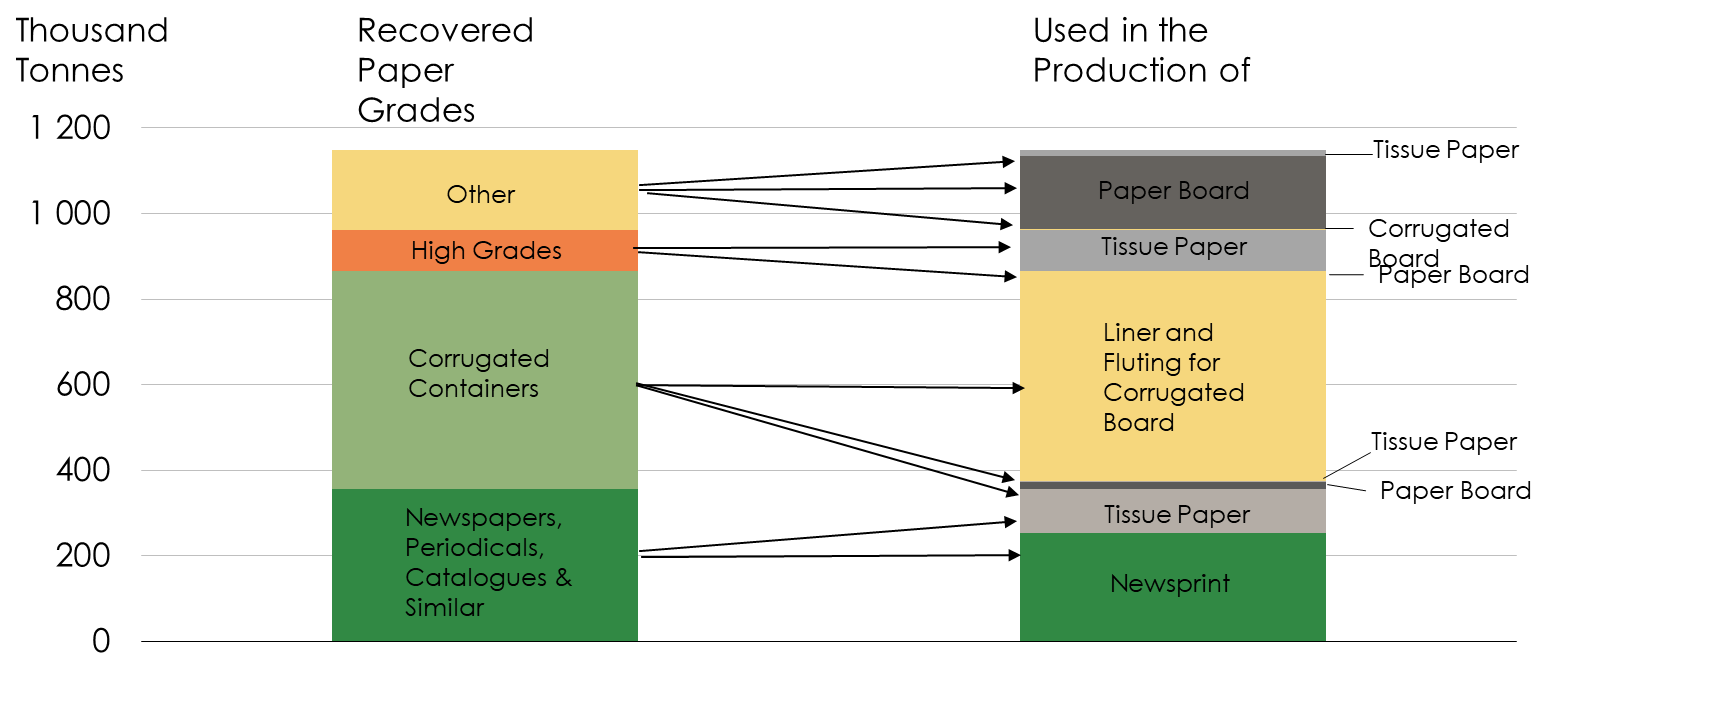 Thousand
Tonnes
Recovered
Paper
Grades
Used in the
Production of
1 200
1 000
800
600
400
200
0
Other
High Grades
Corrugated
Containers
Newspapers,
Periodicals,
Catalogues &
Similar
Paper Board
Tissue Paper
Liner and
Fluting for
Corrugated
Board
Tissue Paper
Newsprint
Tissue Paper
Corrugated
Board
Paper Board
Tissue Paper
Paper Board